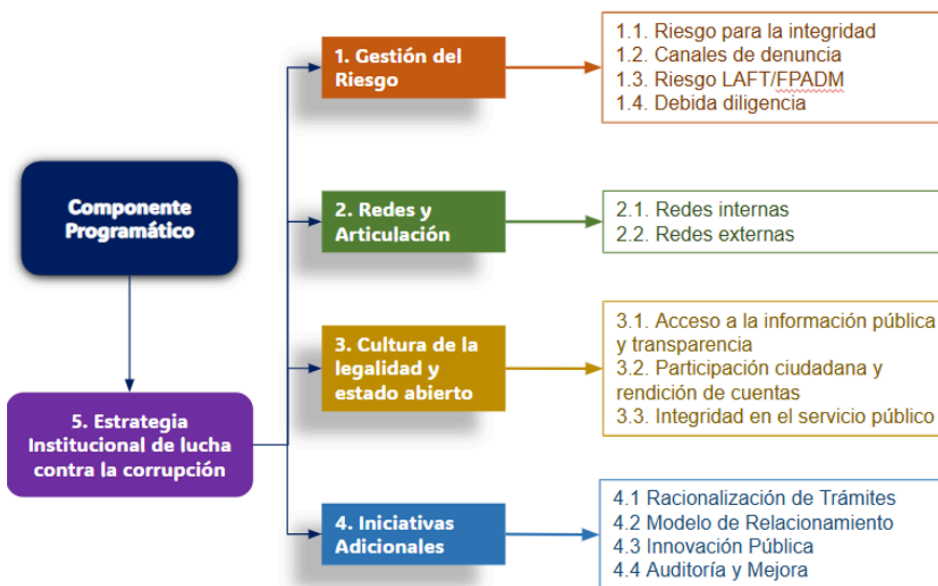 Componente
Programático
5. Estrategia
Institucional de lucha
contra la corrupción
1. Gestión del
Riesgo
1.1. Riesgo para la integridad
1.2. Canales de denuncia
1.3. Riesgo LAFT/FPADM
1.4. Debida diligencia
2. Redes y
Articulación
2.1. Redes internas
2.2. Redes externas
3. Cultura de la
legalidad y
estado abierto
3.1. Acceso a la información pública
y transparencia
3.2. Participación ciudadana y
rendición de cuentas
3.3. Integridad en el servicio público
4. Iniciativas
Adicionales
4.1 Racionalización de Trámites
4.2 Modelo de Relacionamiento
4.3 Innovación Pública
4.4 Auditoría y Mejora